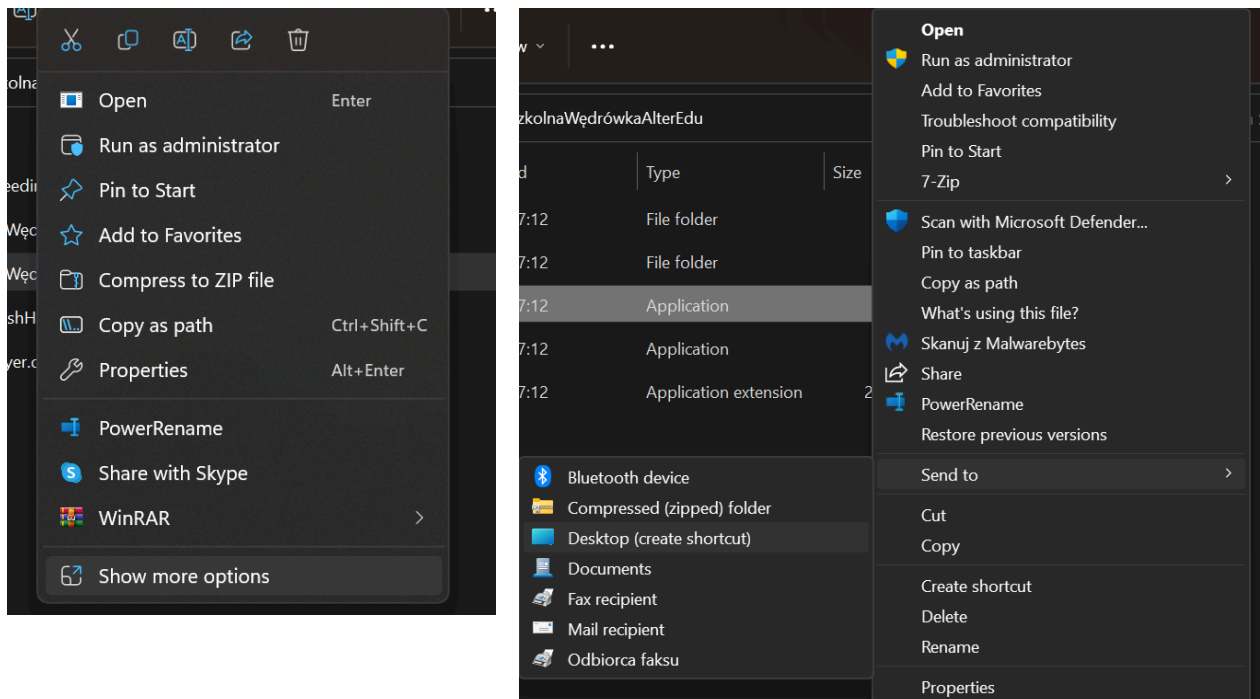 Open Enter
Run as administrator
Pin to Start
Add to Favorites
Compress to ZIP file
Copy as path Ctrl+Shift+C
Properties Alt+Enter
PowerRename
Share with Skype
WinRAR
Show more options
zkolnaWędrówkaAlterEdu
Type Size
7:12 File folder
7:12 File folder
7:12 Application
7:12 Application
7:12 Application extension 2
Open
Run as administrator
Add to Favorites
Troubleshoot compatibility
Pin to Start
7-Zip
Scan with Microsoft Defender...
Pin to taskbar
Copy as path
What's using this file?
Skanuj z Malwarebytes
Share
PowerRename
Restore previous versions
Send to
Cut
Copy
Create shortcut
Delete
Rename
Properties
Bluetooth device
Compressed (zipped) folder
Desktop (create shortcut)
Documents
Fax recipient
Mail recipient
Odbiorca faksu